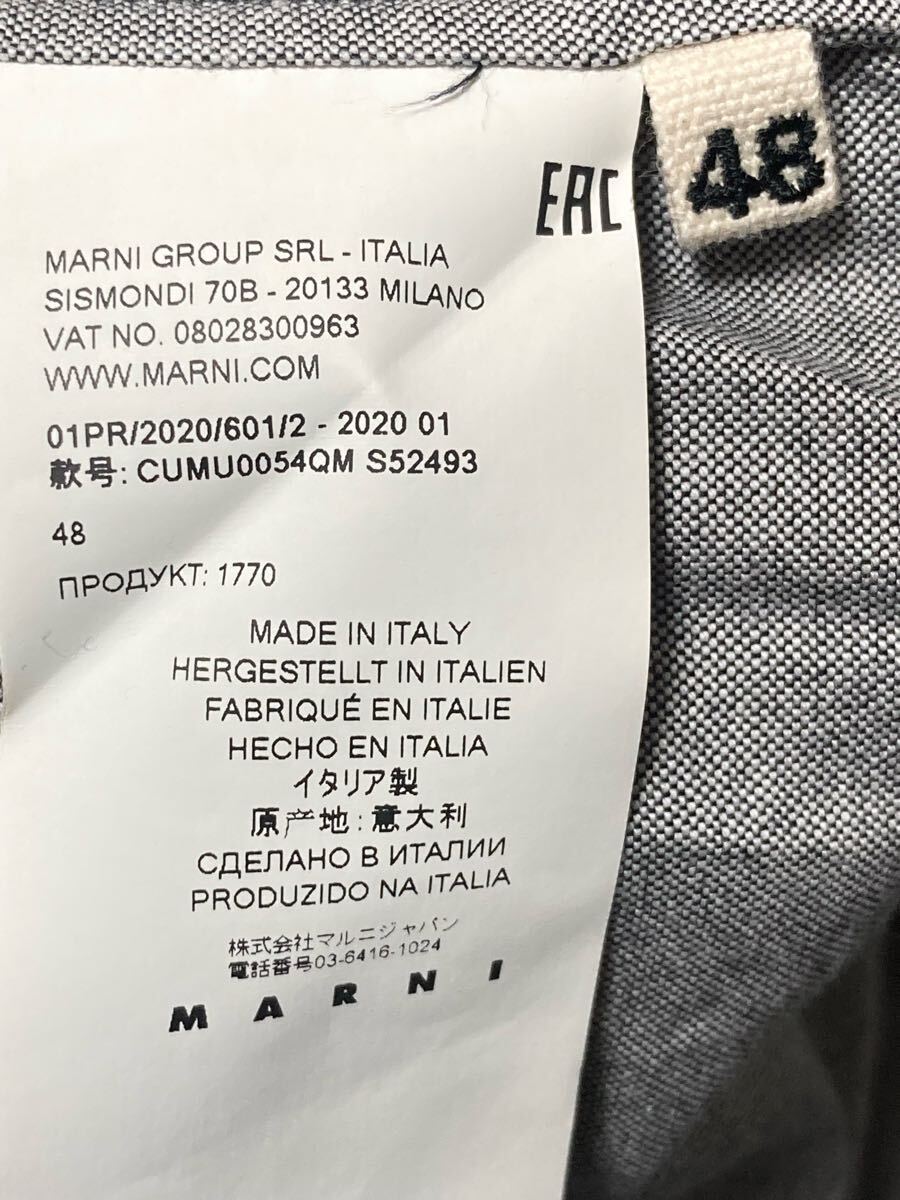 48
EAC
MARNI GROUP SRL - ITALIA
SISMONDI 70B - 20133 MILANO
VAT NO. 08028300963
WWW.MARNI.COM
01PR/2020/601/2 - 2020 01
款号: CUMU0054QM S52493
48
ПРОДУКТ: 1770
MADE IN ITALY
HERGESTELLT IN ITALIEN
FABRIQUÉ EN ITALIE
HECHO EN ITALIA
イタリア製
原产地: 意大利
СДЕЛАНО В ИТАЛИИ
PRODUZIDO NA ITALIA
株式会社マルニジャパン
電話番号03-6416-1024
MARNI